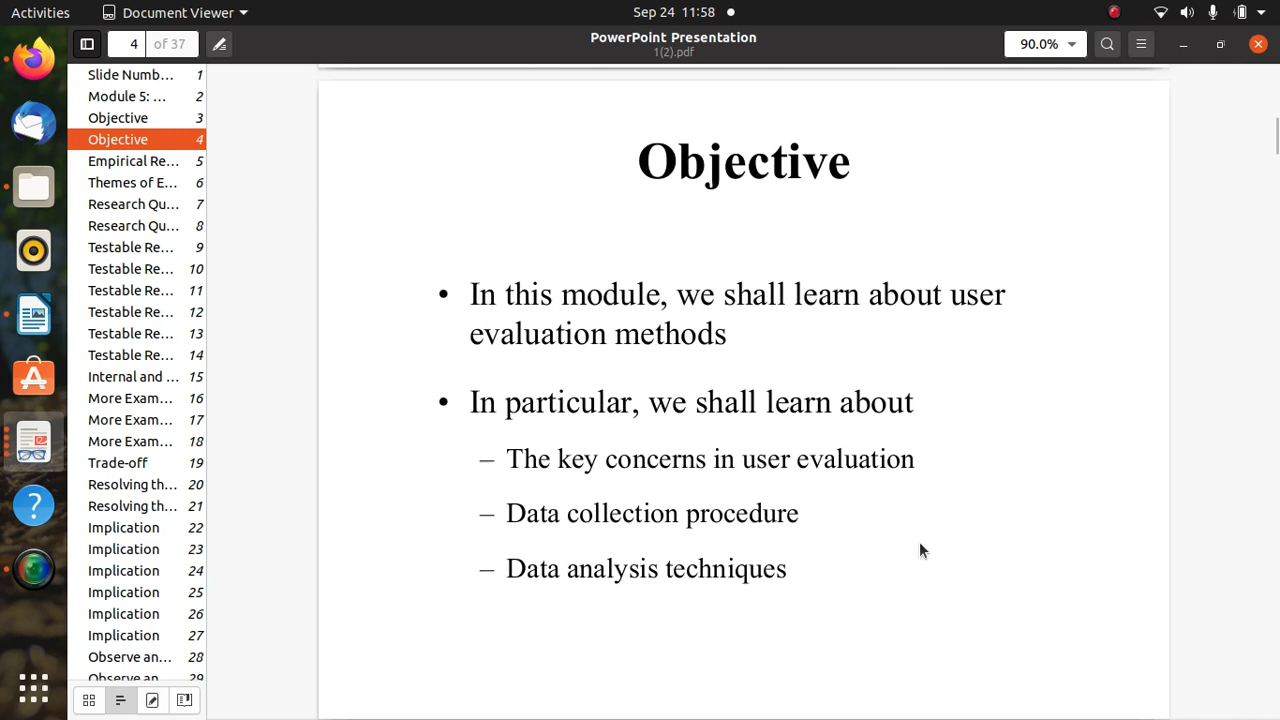 Activities
Document Viewer
Sep 24 11:58
4 of 37
PowerPoint Presentation
1(2).pdf
90.0%
Slide Numb... 1
Module 5: ... 2
Objective 3
Objective 4
Empirical Re... 5
Themes of E... 6
Research Qu... 7
Research Qu... 8
Testable Re... 9
Testable Re... 10
Testable Re... 11
Testable Re... 12
Testable Re... 13
Testable Re... 14
Internal and ... 15
More Exam... 16
More Exam... 17
More Exam... 18
Trade-off 19
Resolving th... 20
Resolving th... 21
Implication 22
Implication 23
Implication 24
Implication 25
Implication 26
Implication 27
Observe an... 28
Observe an... 29
Objective
• In this module, we shall learn about user
evaluation methods
• In particular, we shall learn about
– The key concerns in user evaluation
– Data collection procedure
– Data analysis techniques